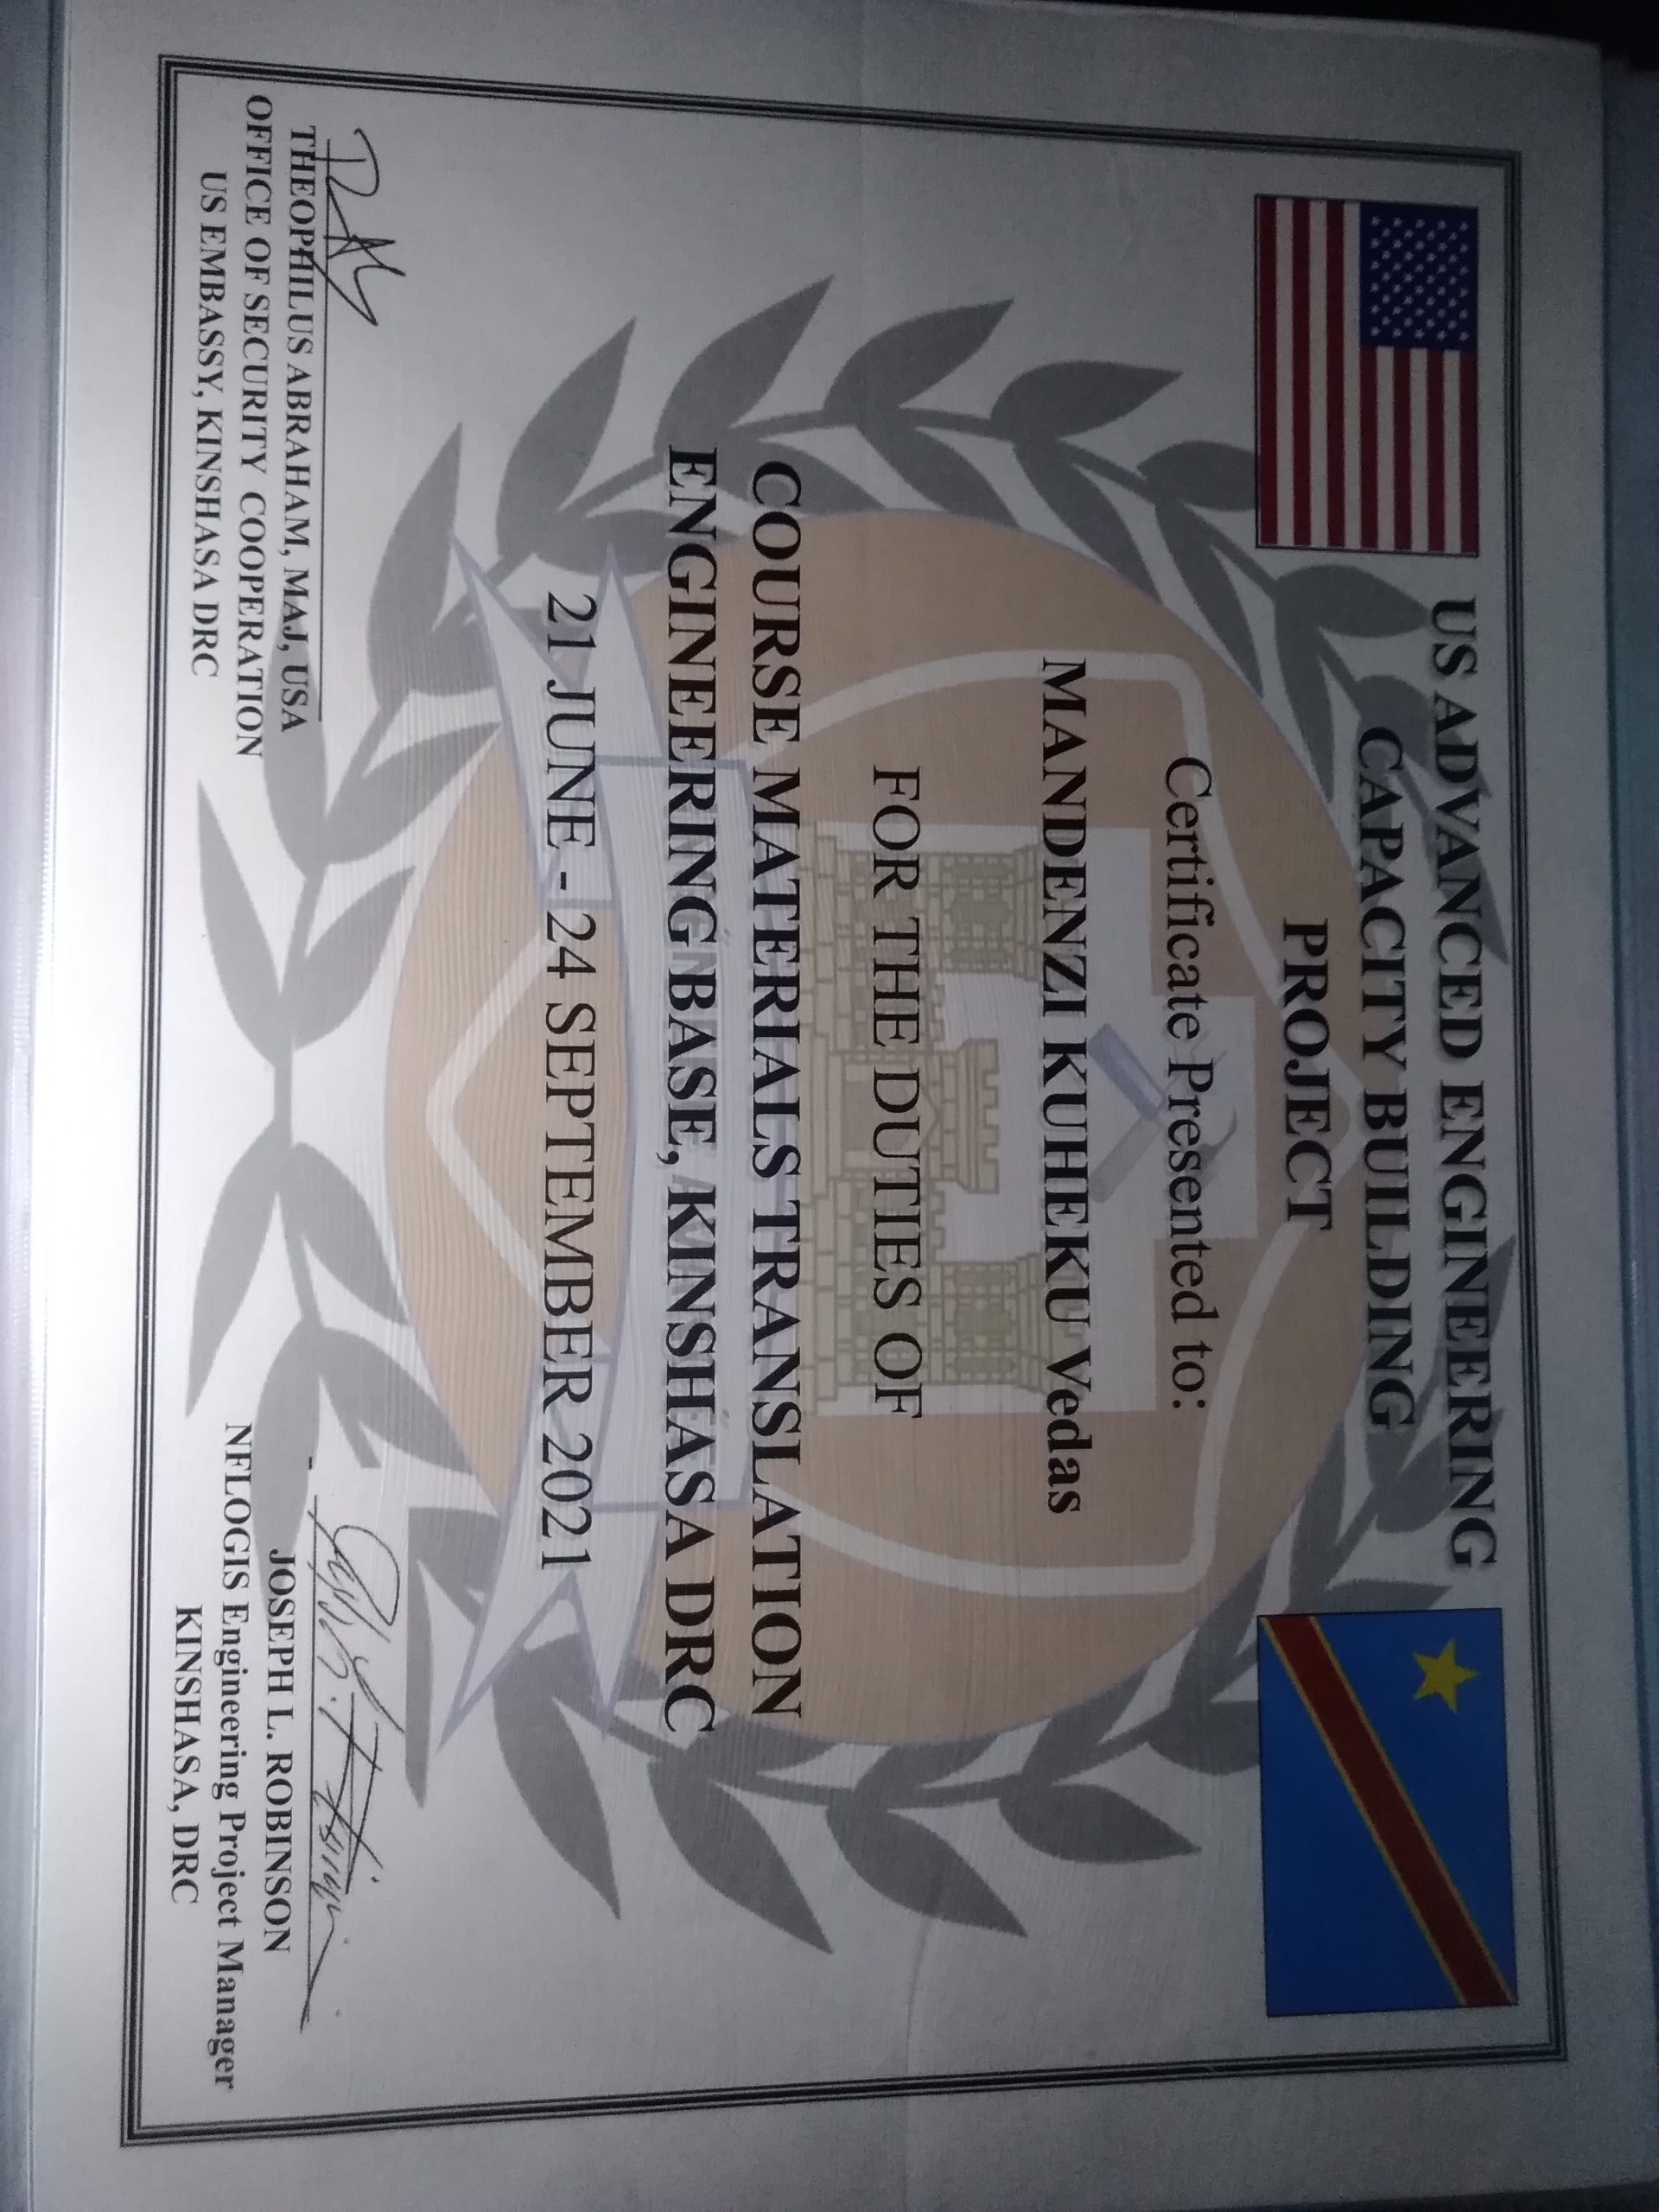 US ADVANCED ENGINEERING
CAPACITY BUILDING
PROJECT
Certificate Presented to:
MANDENZI KUHEKU Vedas
FOR THE DUTIES OF
COURSE MATERIALS TRANSLATION
ENGINEERING BASE, KINSHASA DRC
21 JUNE - 24 SEPTEMBER 2021
THEOPHILUS ABRAHAM, MAJ, USA
OFFICE OF SECURITY COOPERATION
US EMBASSY, KINSHASA DRC
JOSEPH L. ROBINSON
NFLOGIS Engineering Project Manager
KINSHASA, DRC